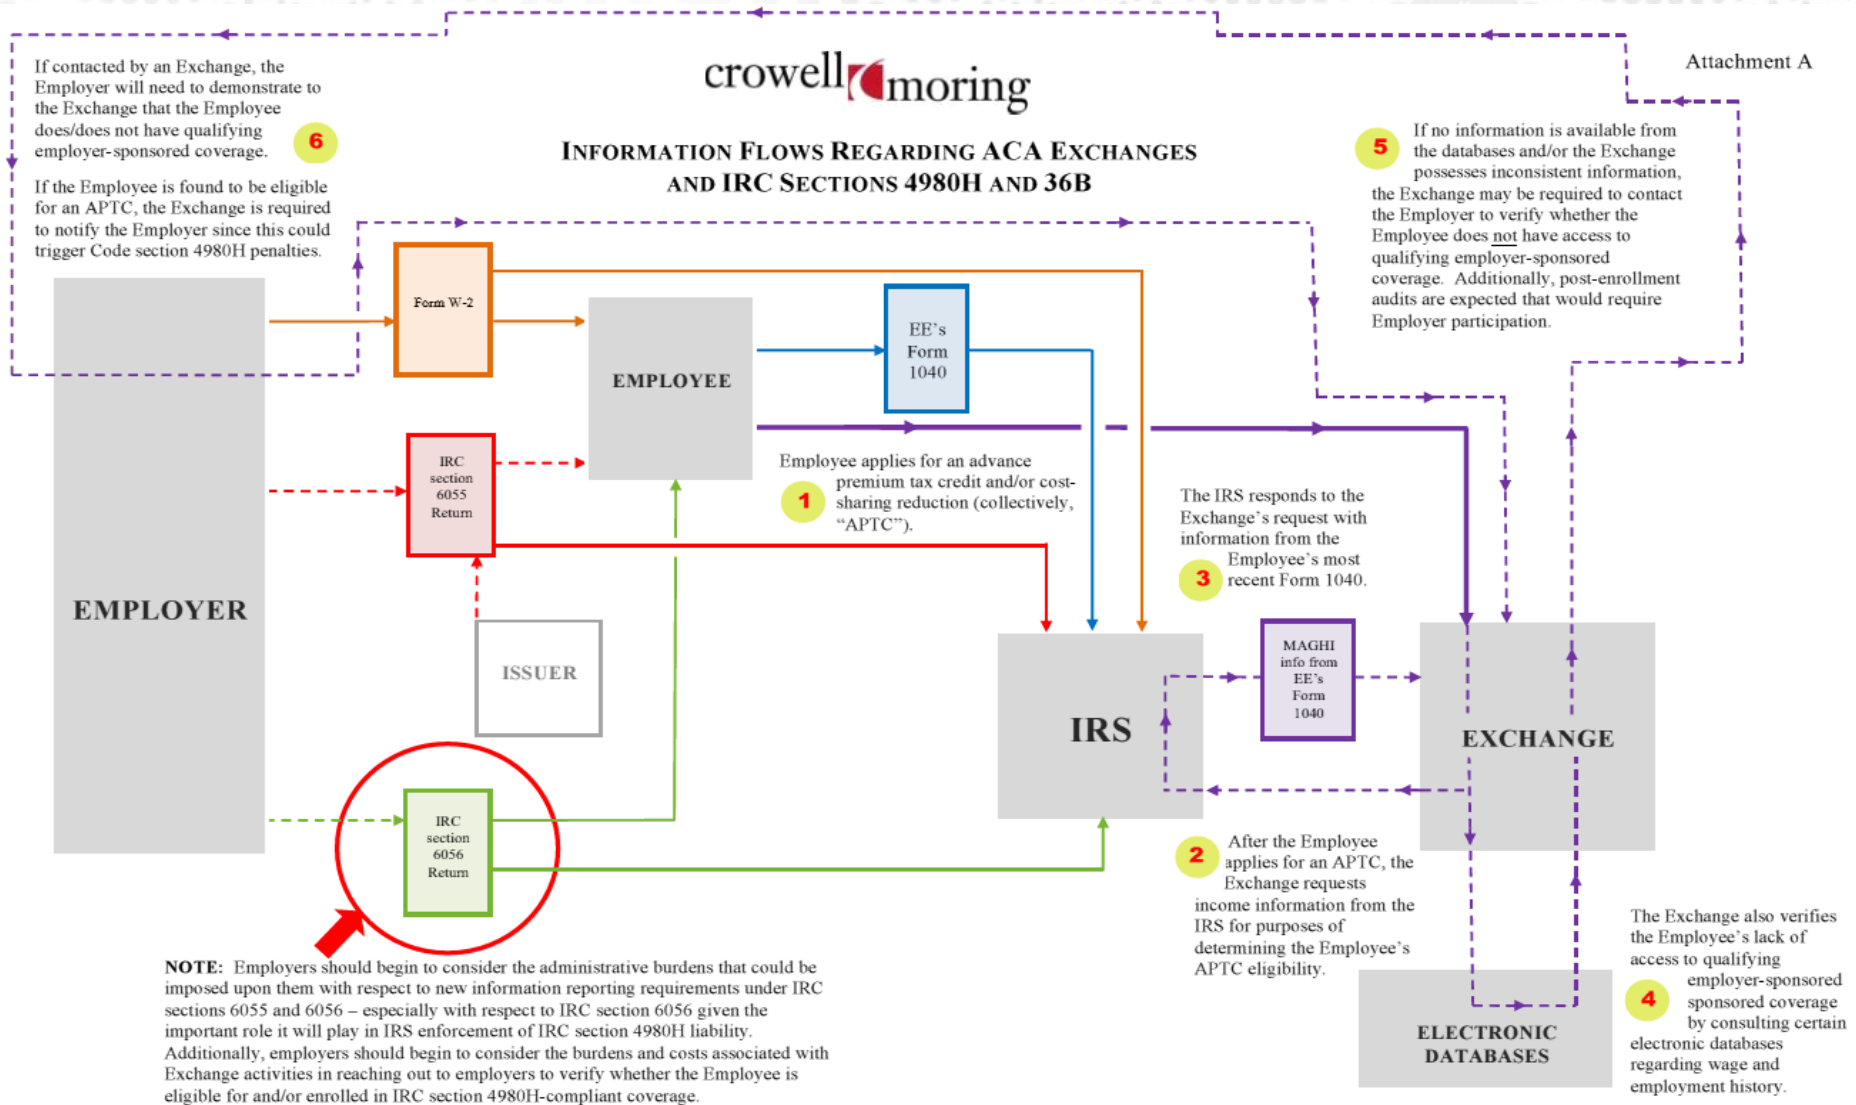 Attachment A
crowell moring
INFORMATION FLOWS REGARDING ACA EXCHANGES
AND IRC SECTIONS 4980H AND 36B
If contacted by an Exchange, the
Employer will need to demonstrate to
the Exchange that the Employee
does/does not have qualifying
employer-sponsored coverage.
6
If the Employee is found to be eligible
for an APTC, the Exchange is required
to notify the Employer since this could
trigger Code section 4980H penalties.
5
If no information is available from
the databases and/or the Exchange
possesses inconsistent information,
the Exchange may be required to contact
the Employer to verify whether the
Employee does not have access to
qualifying employer-sponsored
coverage. Additionally, post-enrollment
audits are expected that would require
Employer participation.
Form W-2
EMPLOYEE
EE's
Form
1040
IRC
section
6055
Return
Employee applies for an advance
premium tax credit and/or cost-
sharing reduction (collectively,
“APTC”).
1
The IRS responds to the
Exchange's request with
information from the
Employee's most
recent Form 1040.
3
EMPLOYER
ISSUER
IRS
MAGHI
info from
EE's
Form
1040
EXCHANGE
IRC
section
6056
Return
2
After the Employee
applies for an APTC, the
Exchange requests
income information from the
IRS for purposes of
determining the Employee's
APTC eligibility.
The Exchange also verifies
the Employee's lack of
access to qualifying
employer-sponsored
sponsored coverage
by consulting certain
electronic databases
regarding wage and
employment history.
4
ELECTRONIC
DATABASES
NOTE: Employers should begin to consider the administrative burdens that could be
imposed upon them with respect to new information reporting requirements under IRC
sections 6055 and 6056 – especially with respect to IRC section 6056 given the
important role it will play in IRS enforcement of IRC section 4980H liability.
Additionally, employers should begin to consider the burdens and costs associated with
Exchange activities in reaching out to employers to verify whether the Employee is
eligible for and/or enrolled in IRC section 4980H-compliant coverage.